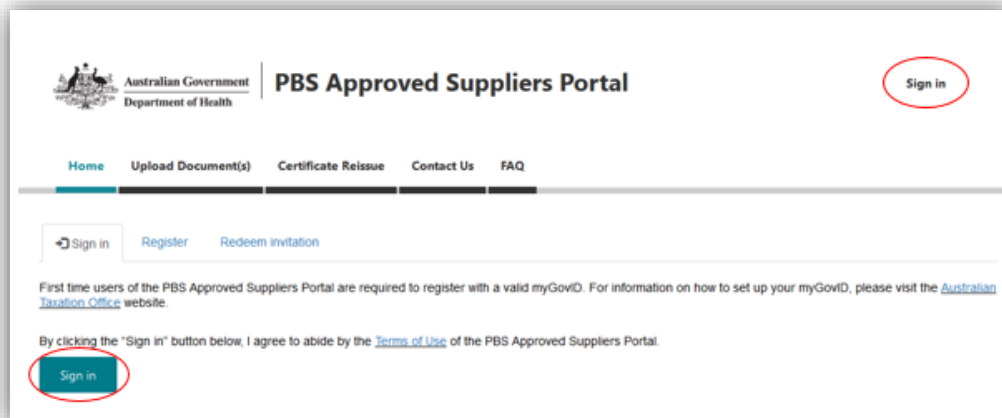 Australian Government
Department of Health
PBS Approved Suppliers Portal
Sign in
Home Upload Document(s) Certificate Reissue Contact Us FAQ
Sign in Register Redeem invitation
First time users of the PBS Approved Suppliers Portal are required to register with a valid myGovID. For information on how to set up your myGovID, please visit the Australian
Taxation Office website.
By clicking the "Sign in" button below, I agree to abide by the Terms of Use of the PBS Approved Suppliers Portal.
Sign in